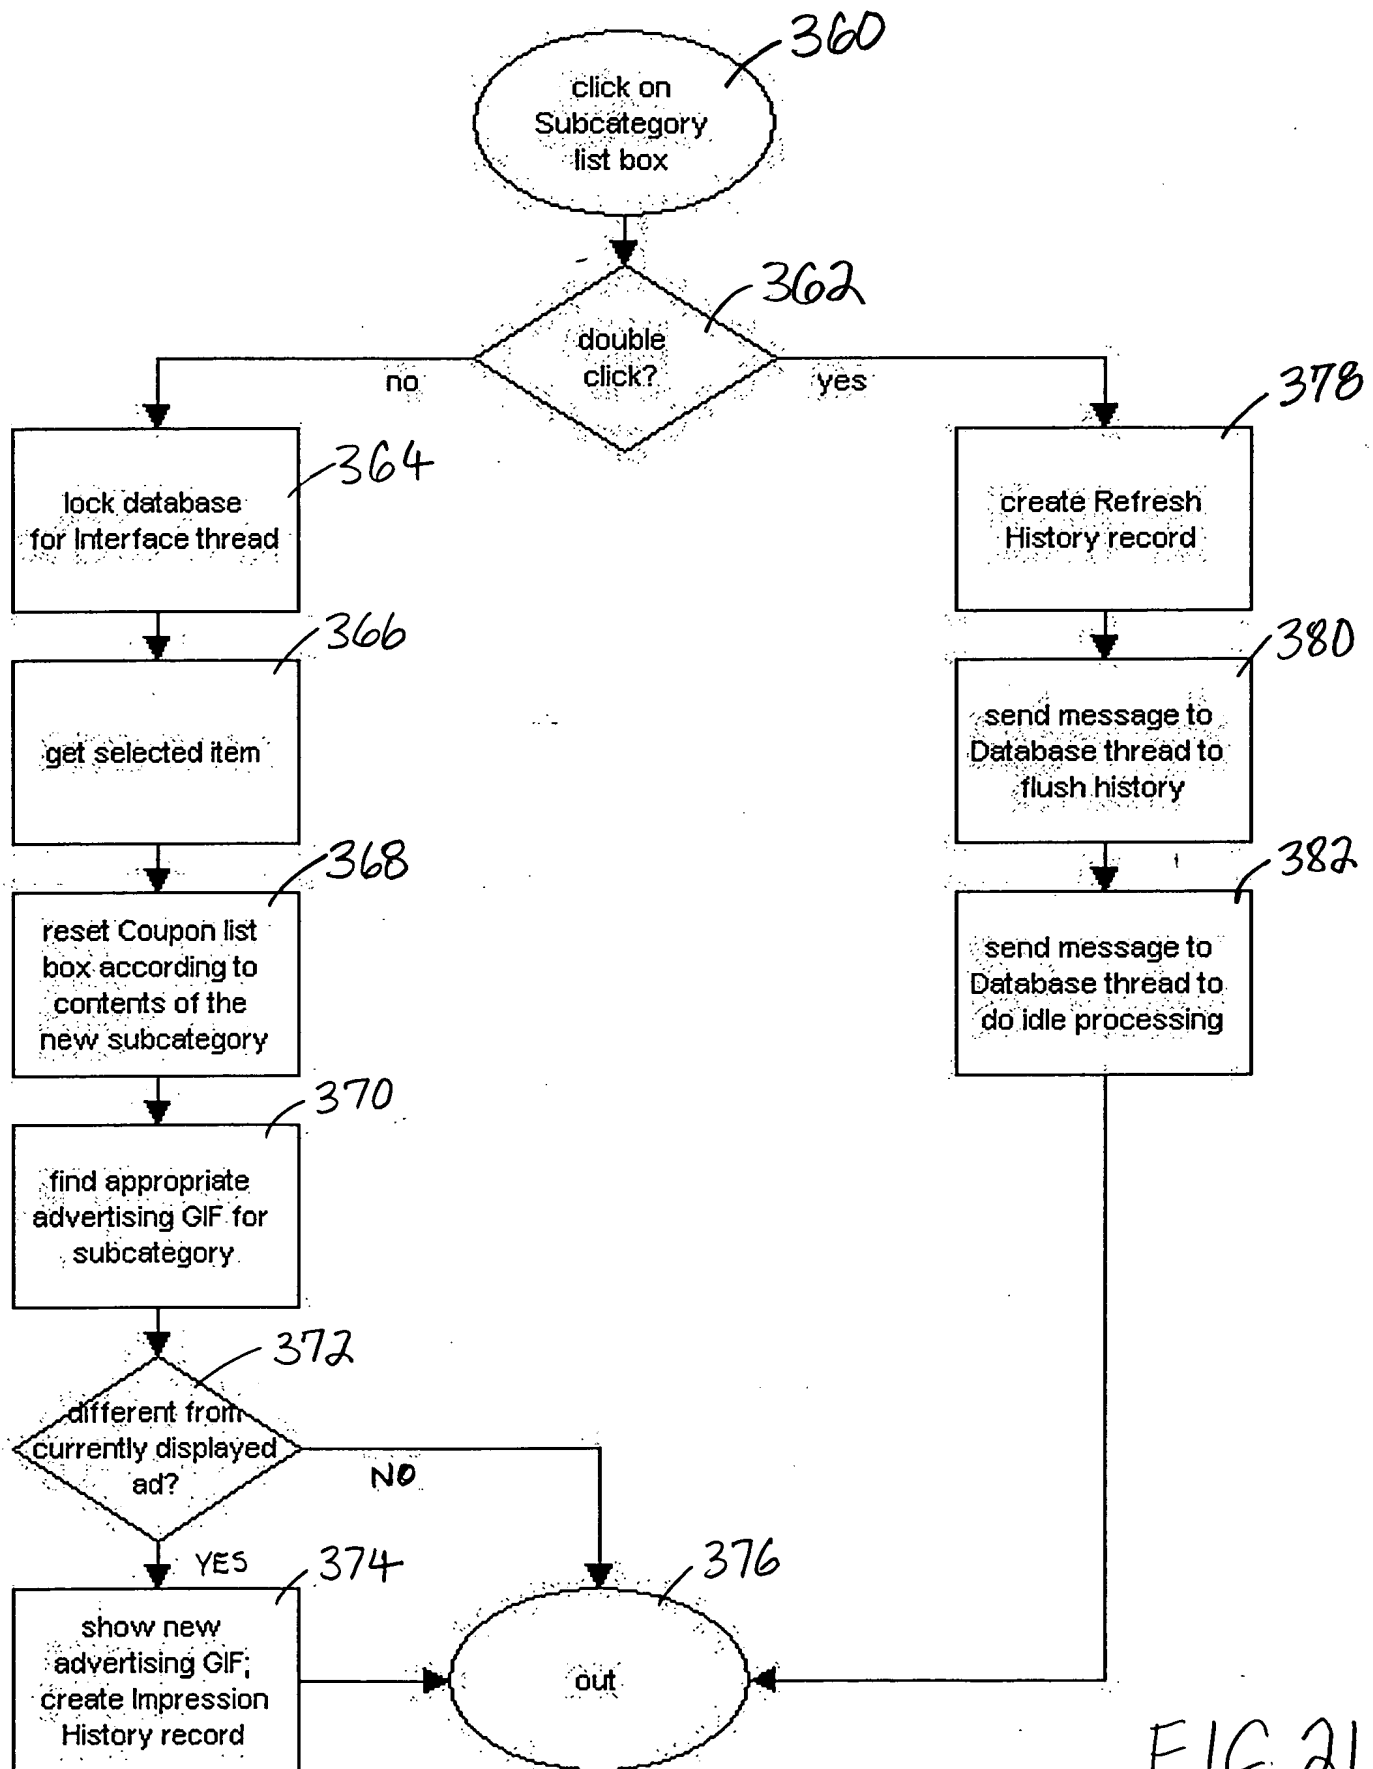 360
click on
Subcategory
list box
362
double
click?
no
yes
378
364
lock database
for Interface thread
create Refresh
History record
366
380
get selected item
send message to
Database thread to
flush history
368
382
reset Coupon list
box according to
contents of the
new subcategory
send message to
Database thread to
do idle processing
370
find appropriate
advertising GIF for
subcategory
372
different from
currently displayed
ad?
NO
YES
374
376
show new
advertising GIF;
create Impression
History record
out
FIG. 21